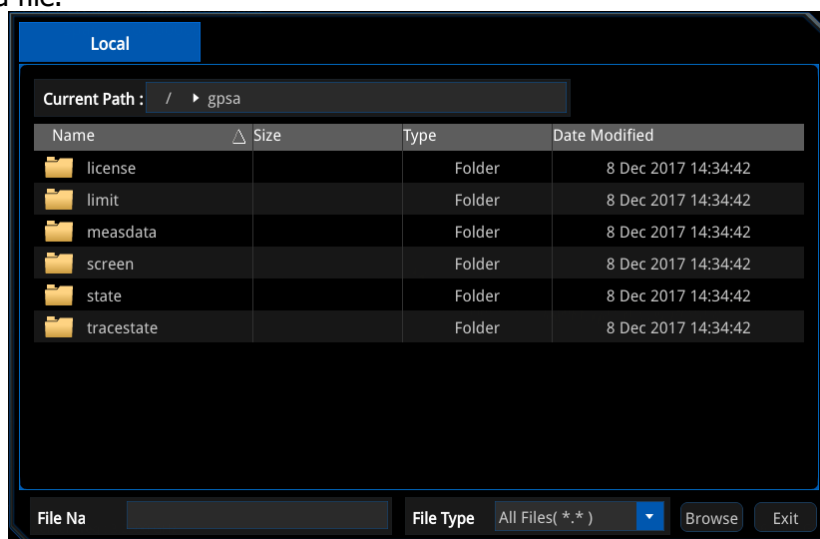 Local
Current Path : / gpsa
Name Size Type Date Modified
license Folder 8 Dec 2017 14:34:42
limit Folder 8 Dec 2017 14:34:42
measdata Folder 8 Dec 2017 14:34:42
screen Folder 8 Dec 2017 14:34:42
state Folder 8 Dec 2017 14:34:42
tracestate Folder 8 Dec 2017 14:34:42
File Na File Type All Files( *.* ) Browse Exit